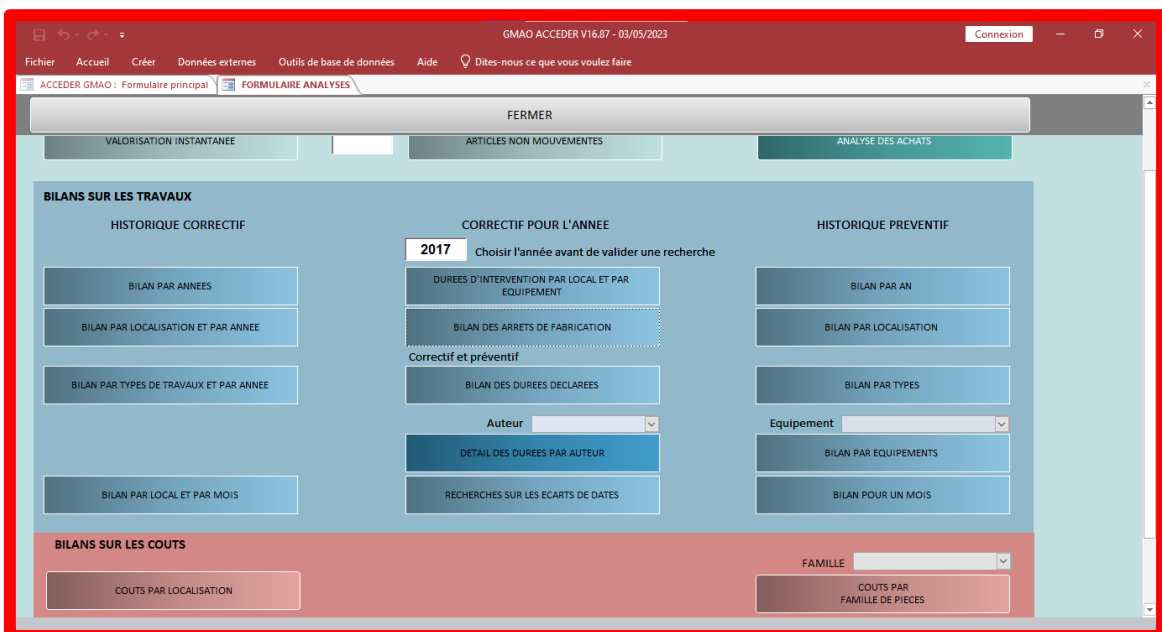 GMAO ACCEDER V16.87 - 03/05/2023
Connexion
Fichier Accueil Créer Données externes Outils de base de données Aide Dites-nous ce que vous voulez faire
ACCEDER GMAO : Formulaire principal FORMULAIRE ANALYSES
FERMER
VALORISATION INSTANTANEE ARTICLES NON MOUVEMENTES ANALYSE DES ACHATS
BILANS SUR LES TRAVAUX
HISTORIQUE CORRECTIF CORRECTIF POUR L'ANNEE HISTORIQUE PREVENTIF
2017 Choisir l'année avant de valider une recherche
BILAN PAR ANNEES
DUREES D'INTERVENTION PAR LOCAL ET PAR
EQUIPEMENT
BILAN PAR AN
BILAN PAR LOCALISATION ET PAR ANNEE BILAN DES ARRETS DE FABRICATION BILAN PAR LOCALISATION
Correctif et préventif
BILAN PAR TYPES DE TRAVAUX ET PAR ANNEE BILAN DES DUREES DECLAREES BILAN PAR TYPES
Auteur Equipement
DETAIL DES DUREES PAR AUTEUR BILAN PAR EQUIPEMENTS
BILAN PAR LOCAL ET PAR MOIS RECHERCHES SUR LES ECARTS DE DATES BILAN POUR UN MOIS
BILANS SUR LES COUTS
FAMILLE
COUTS PAR LOCALISATION
COUTS PAR
FAMILLE DE PIECES